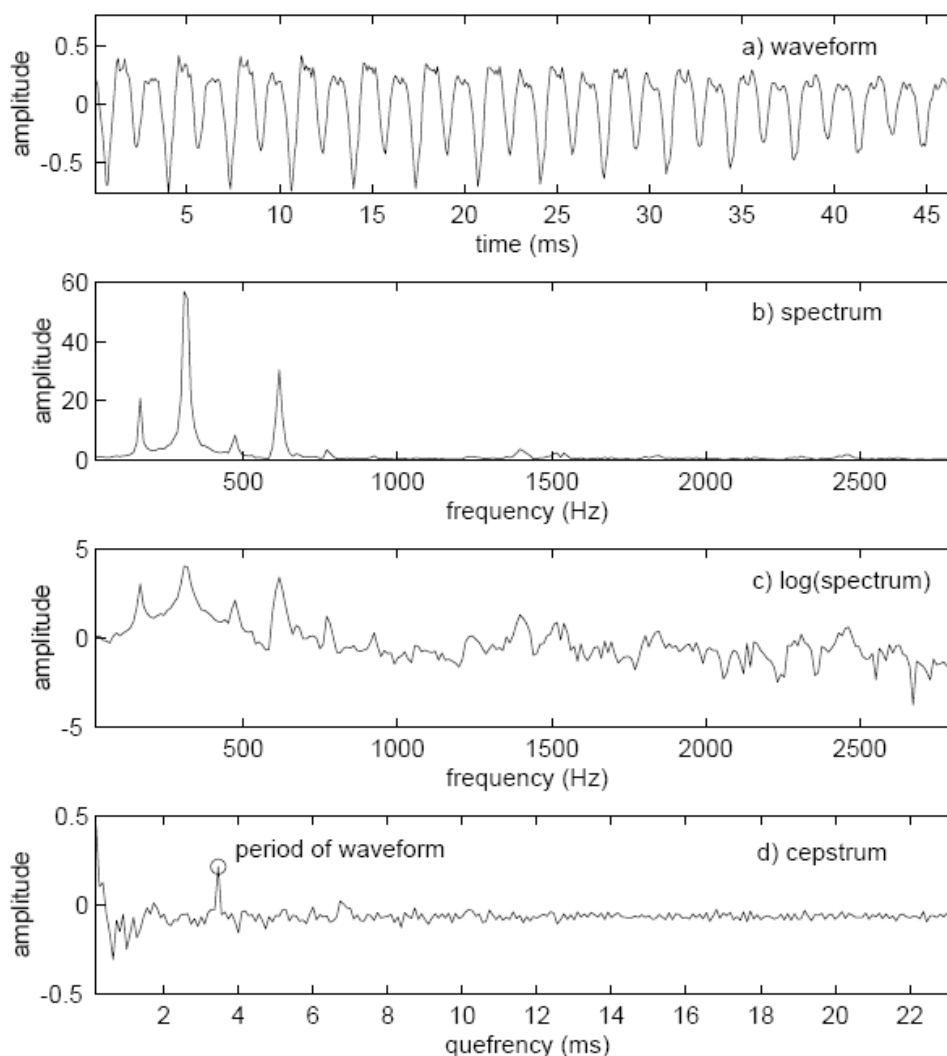 0.5
0
-0.5
amplitude
a) waveform
5 10 15 20 25 30 35 40 45
time (ms)
60
40
20
0
amplitude
b) spectrum
500 1000 1500 2000 2500
frequency (Hz)
5
0
-5
amplitude
c) log(spectrum)
500 1000 1500 2000 2500
frequency (Hz)
0.5
0
-0.5
amplitude
period of waveform
d) cepstrum
2 4 6 8 10 12 14 16 18 20 22
quefrency (ms)